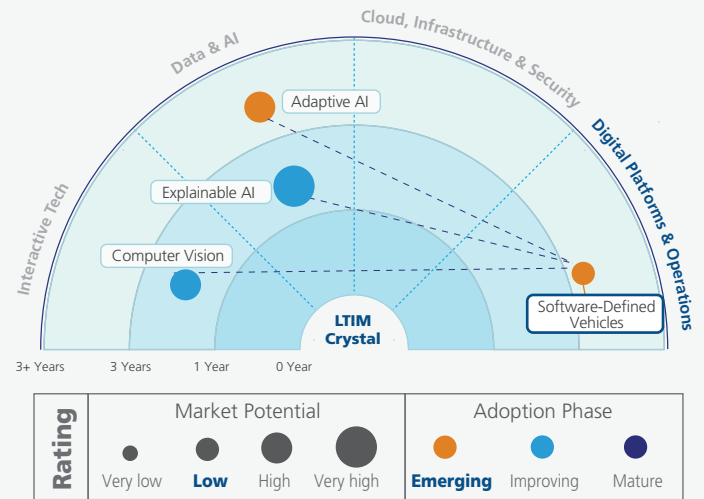 Cloud, Infrastructure & Security
Data & AI
Interactive Tech
Digital Platforms & Operations
Adaptive AI
Explainable AI
Computer Vision
Software-Defined
Vehicles
LTIM
Crystal
3+ Years
3 Years
1 Year
0 Year
Rating
Market Potential
Very low
Low
High
Very high
Adoption Phase
Emerging
Improving
Mature